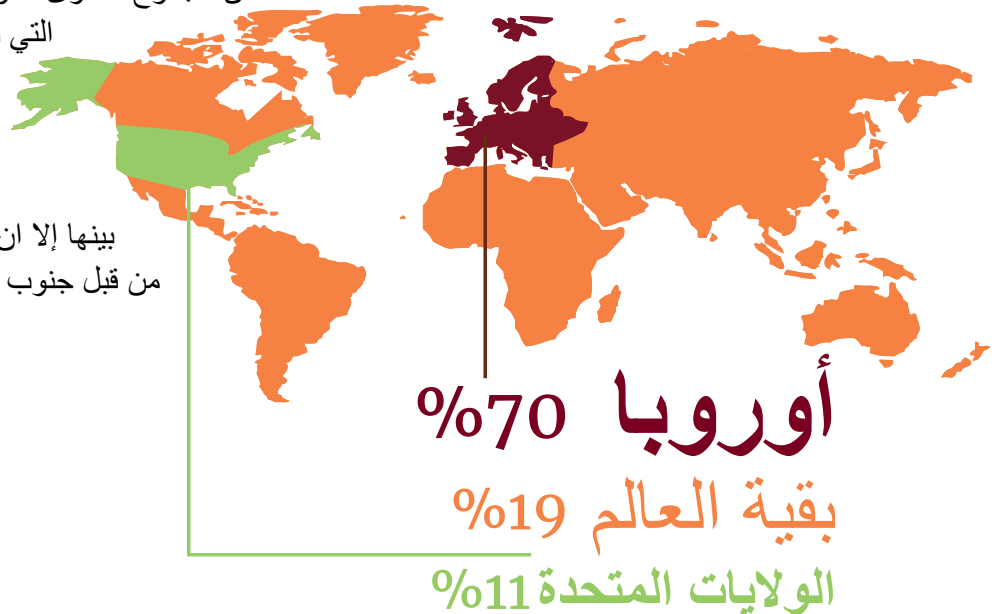 التي
بينها إلا ان
من قبل جنوب
أوروبا 70%
بقية العالم 19%
الولايات المتحدة 11%